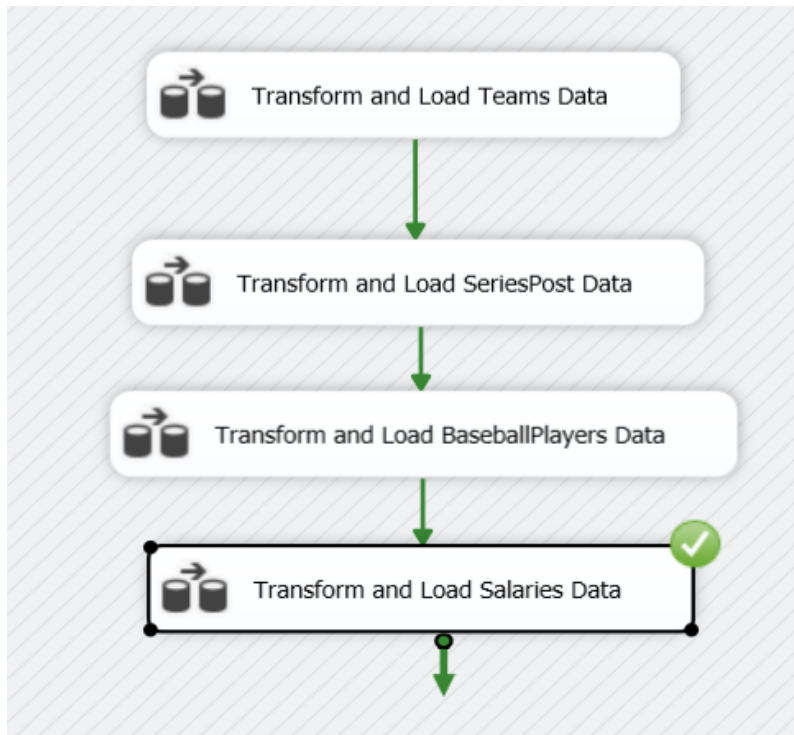 Transform and Load Teams Data
Transform and Load SeriesPost Data
Transform and Load BaseballPlayers Data
Transform and Load Salaries Data